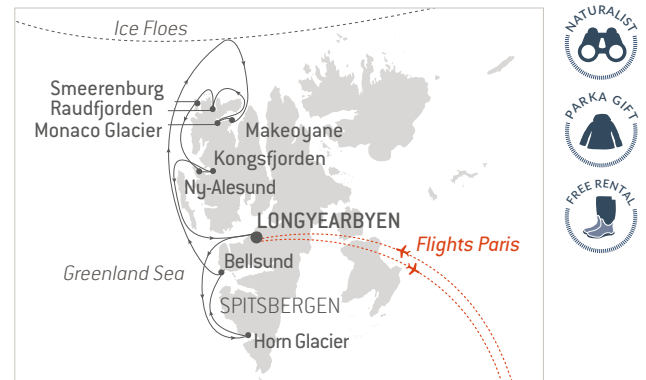 Ice Floes
Smeerenburg
Raudfjorden
Monaco Glacier
Makeoyane
Kongsfjorden
Ny-Alesund
LONGYEARBYEN
Flights Paris
Bellsund
Greenland Sea
SPITSBERGEN
Horn Glacier
NATURALIST
PARKA GIFT
FREE RENTAL